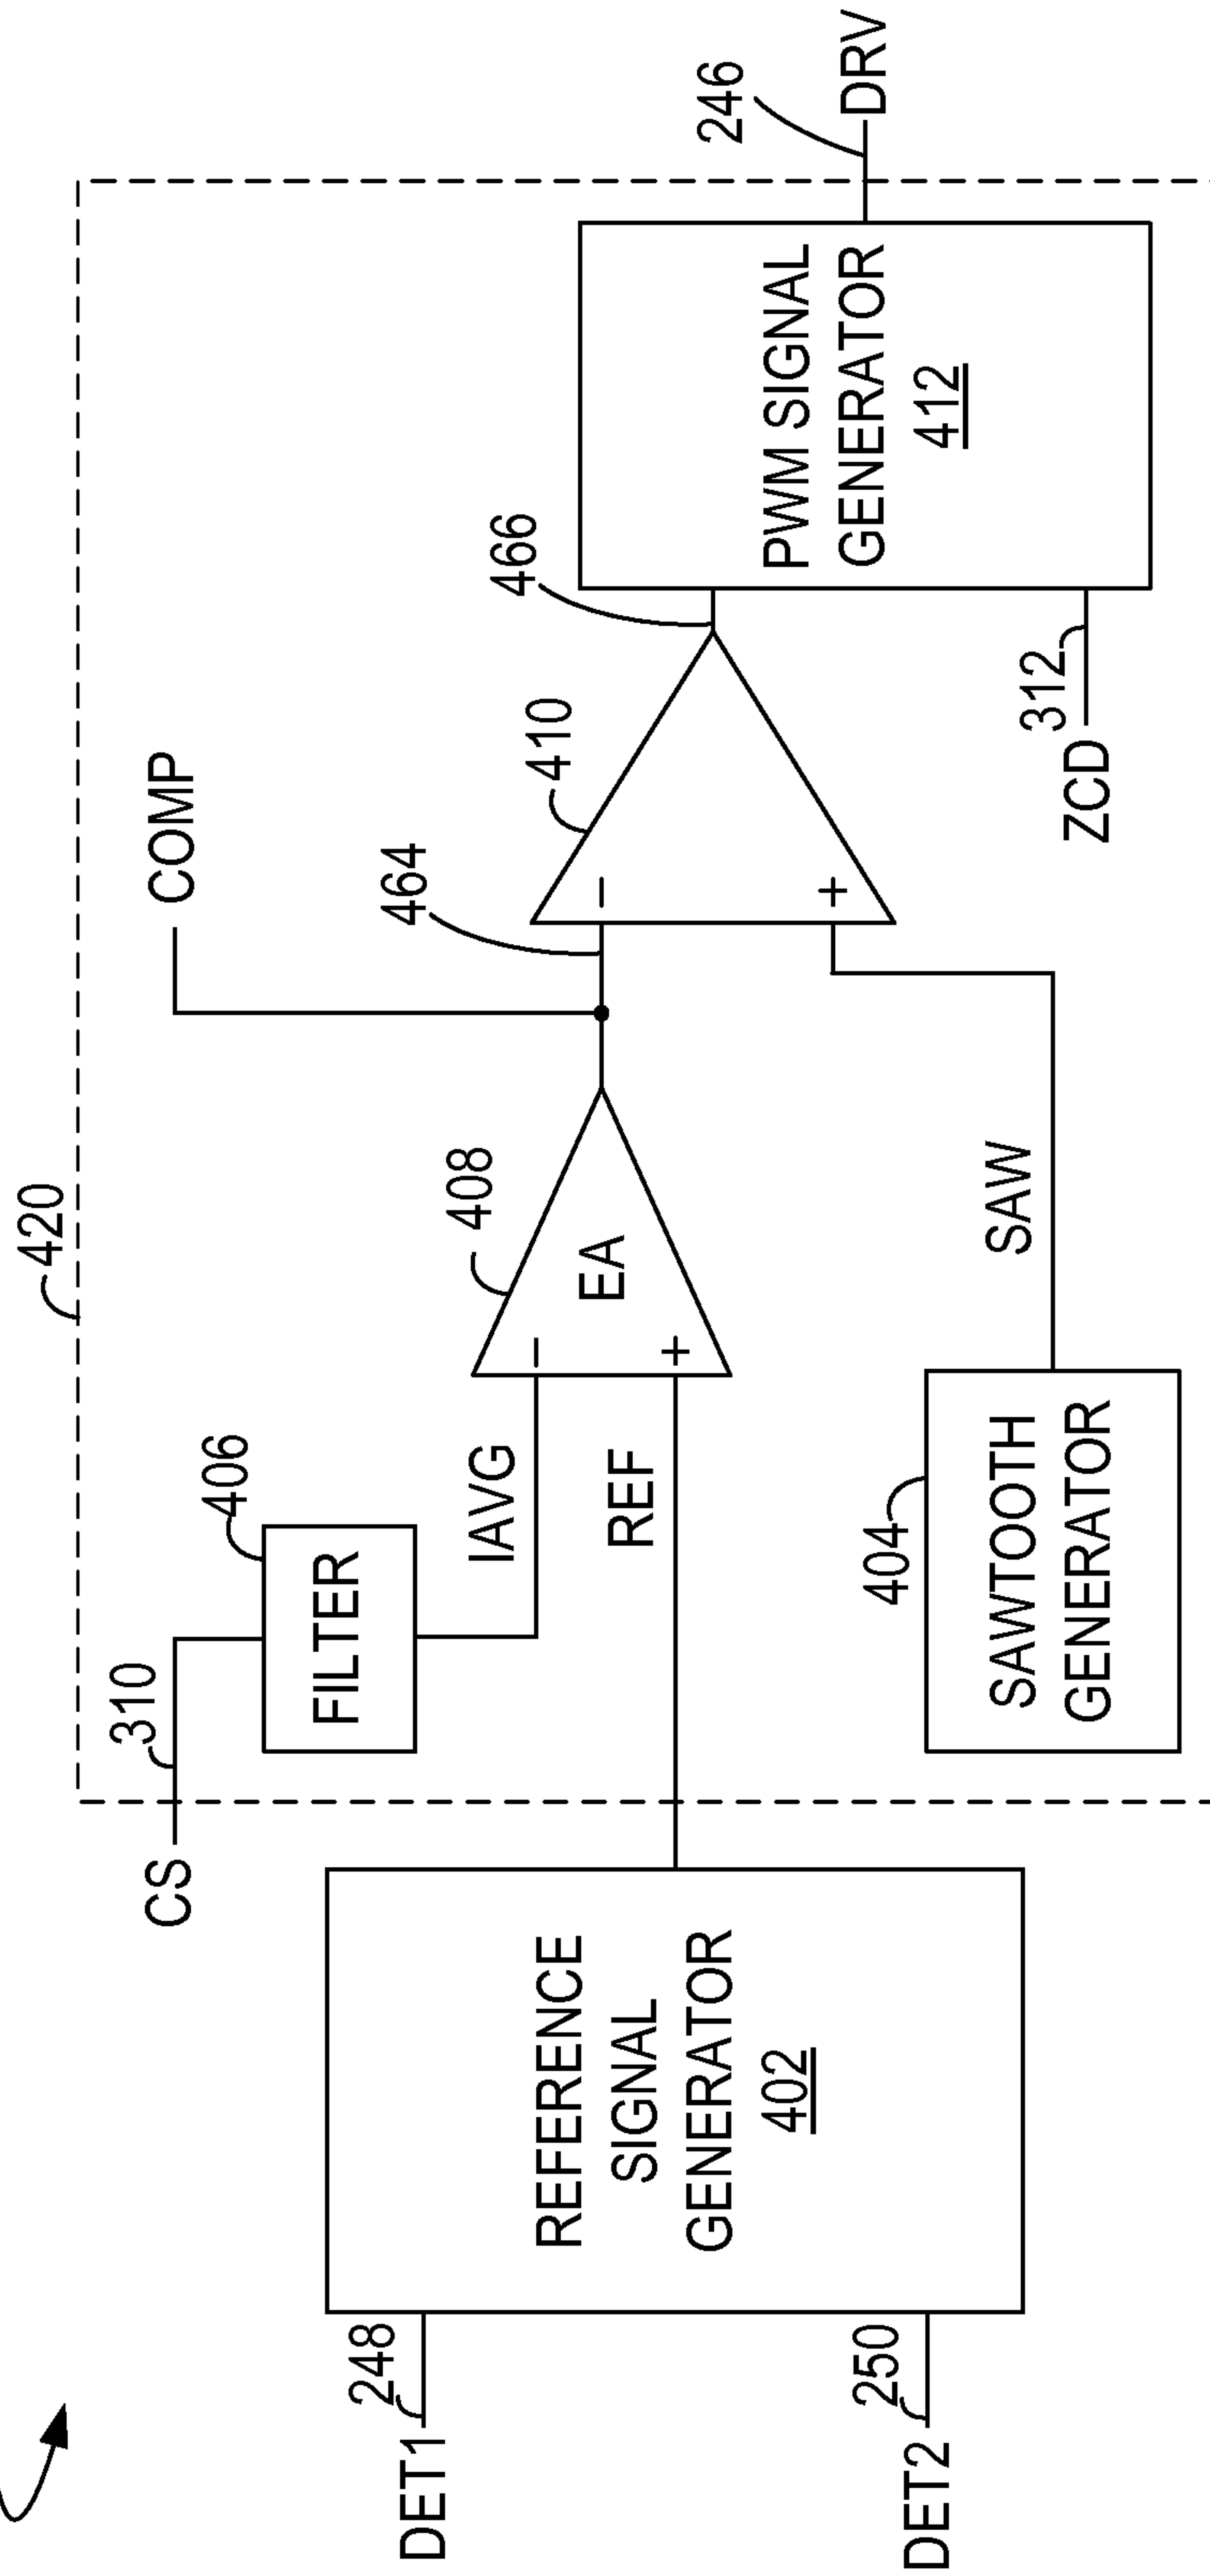 420
COMP
CS
310
406
FILTER
IAVG
REF
408
EA
-
+
464
410
-
+
466
246
DRV
PWM SIGNAL
GENERATOR
412
312
ZCD
DET1
248
DET2
250
REFERENCE
SIGNAL
GENERATOR
402
404
SAWTOOTH
GENERATOR
SAW